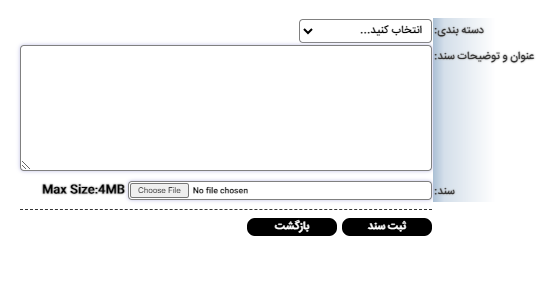 دسته بندی: انتخاب کنید...
عنوان و توضیحات سند:
سند: Choose File No file chosen Max Size:4MB
ثبت سند بازگشت